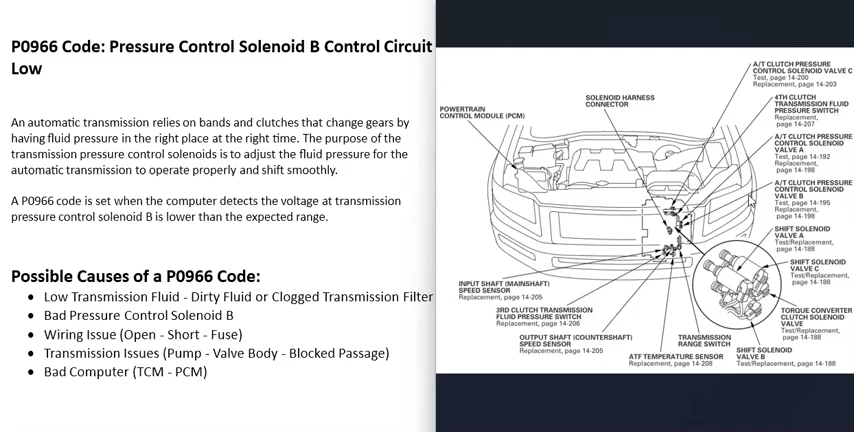 P0966 Code: Pressure Control Solenoid B Control Circuit
Low
An automatic transmission relies on bands and clutches that change gears by
having fluid pressure in the right place at the right time. The purpose of the
transmission pressure control solenoids is to adjust the fluid pressure for the
automatic transmission to operate properly and shift smoothly.
A P0966 code is set when the computer detects the voltage at transmission
pressure control solenoid B is lower than the expected range.
Possible Causes of a P0966 Code:
Low Transmission Fluid - Dirty Fluid or Clogged Transmission Filter
Bad Pressure Control Solenoid B
Wiring Issue (Open - Short - Fuse)
Transmission Issues (Pump - Valve Body - Blocked Passage)
Bad Computer (TCM - PCM)
POWERTRAIN
CONTROL MODULE (PCM)
SOLENOID HARNESS
CONNECTOR
A/T CLUTCH PRESSURE
CONTROL SOLENOID VALVE C
Test, page 14-200
Replacement, page 14-203
4TH CLUTCH
TRANSMISSION FLUID
PRESSURE SWITCH
Replacement,
page 14-207
A/T CLUTCH PRESSURE
CONTROL SOLENOID
VALVE A
Test, page 14-192
Replacement,
page 14-198
A/T CLUTCH PRESSURE
CONTROL SOLENOID
VALVE B
Test, page 14-195
Replacement,
page 14-198
SHIFT SOLENOID
VALVE A
Test/Replacement,
page 14-188
SHIFT SOLENOID
VALVE C
Test/Replacement,
page 14-188
TORQUE CONVERTER
CLUTCH SOLENOID
VALVE
Test/Replacement,
page 14-188
SHIFT SOLENOID
VALVE B
Test/Replacement, page 14-188
TRANSMISSION
RANGE SWITCH
ATF TEMPERATURE SENSOR
Replacement, page 14-208
OUTPUT SHAFT (COUNTERSHAFT)
SPEED SENSOR
Replacement, page 14-205
3RD CLUTCH TRANSMISSION
FLUID PRESSURE SWITCH
Replacement, page 14-206
INPUT SHAFT (MAINSHAFT)
SPEED SENSOR
Replacement, page 14-205